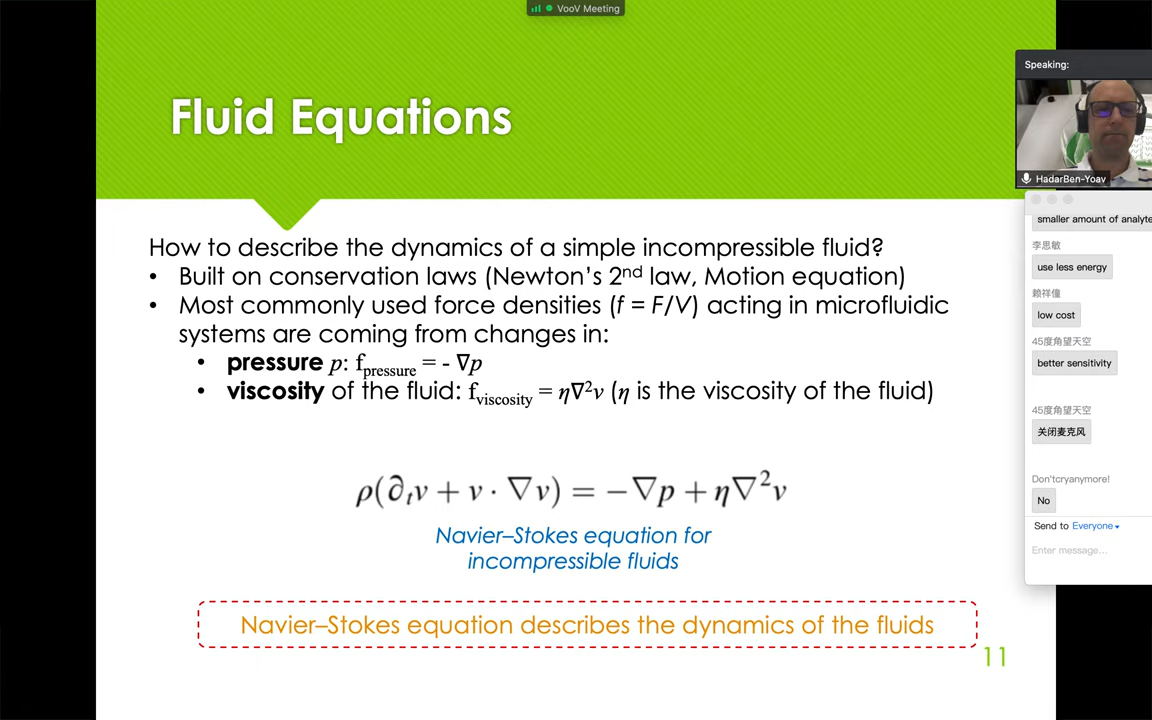 VooV Meeting
Fluid Equations
Speaking:
HadarBen-Yoav
How to describe the dynamics of a simple incompressible fluid?
• Built on conservation laws (Newton's 2nd law, Motion equation)
• Most commonly used force densities (f = F/V) acting in microfluidic
systems are coming from changes in:
• pressure p: f_pressure = - ∇p
• viscosity of the fluid: f_viscosity = η∇²v (η is the viscosity of the fluid)
ρ(∂ₜv + v · ∇v) = −∇p + η∇²v
Navier–Stokes equation for
incompressible fluids
Navier–Stokes equation describes the dynamics of the fluids
11
smaller amount of analyte
李思敏
use less energy
赖祥僮
low cost
45度角望天空
better sensitivity
45度角望天空
关闭麦克风
Don'tcryanymore!
No
Send to Everyone
Enter message...